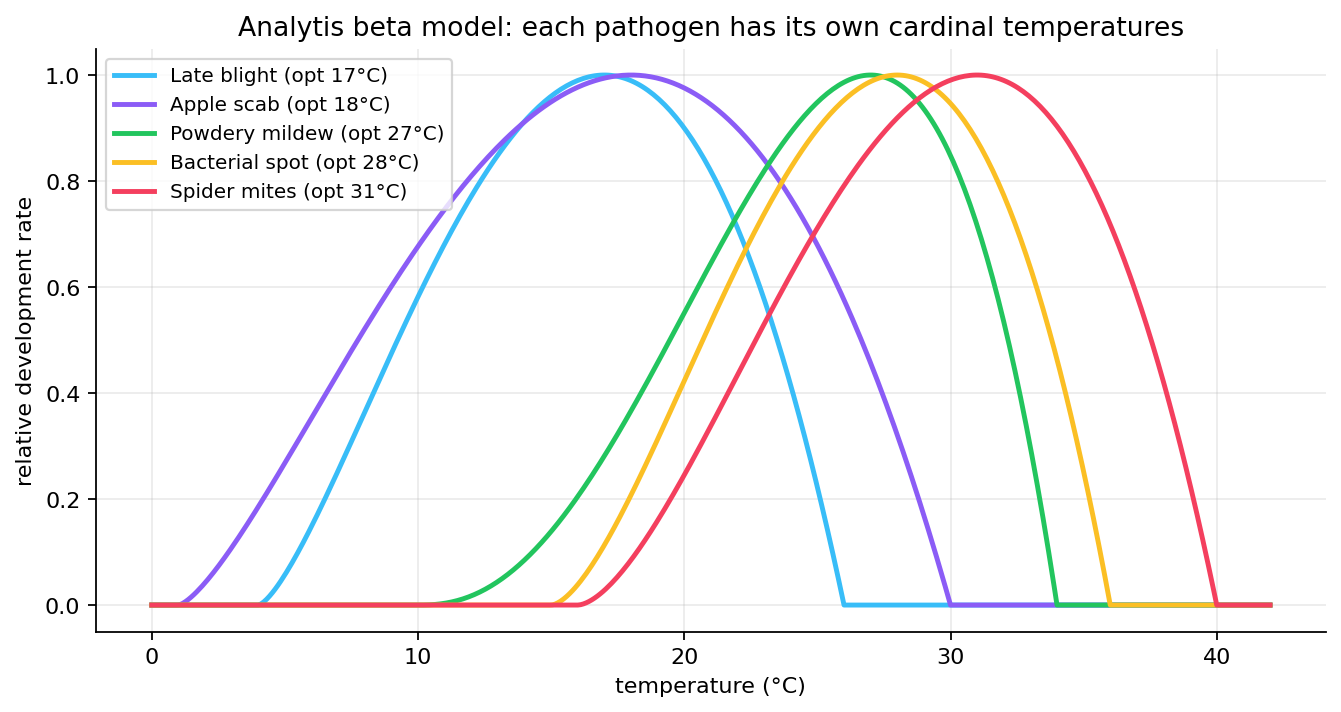 Analytis beta model: each pathogen has its own cardinal temperatures
Late blight (opt 17°C)
Apple scab (opt 18°C)
Powdery mildew (opt 27°C)
Bacterial spot (opt 28°C)
Spider mites (opt 31°C)
relative development rate
1.0
0.8
0.6
0.4
0.2
0.0
0 10 20 30 40
temperature (°C)